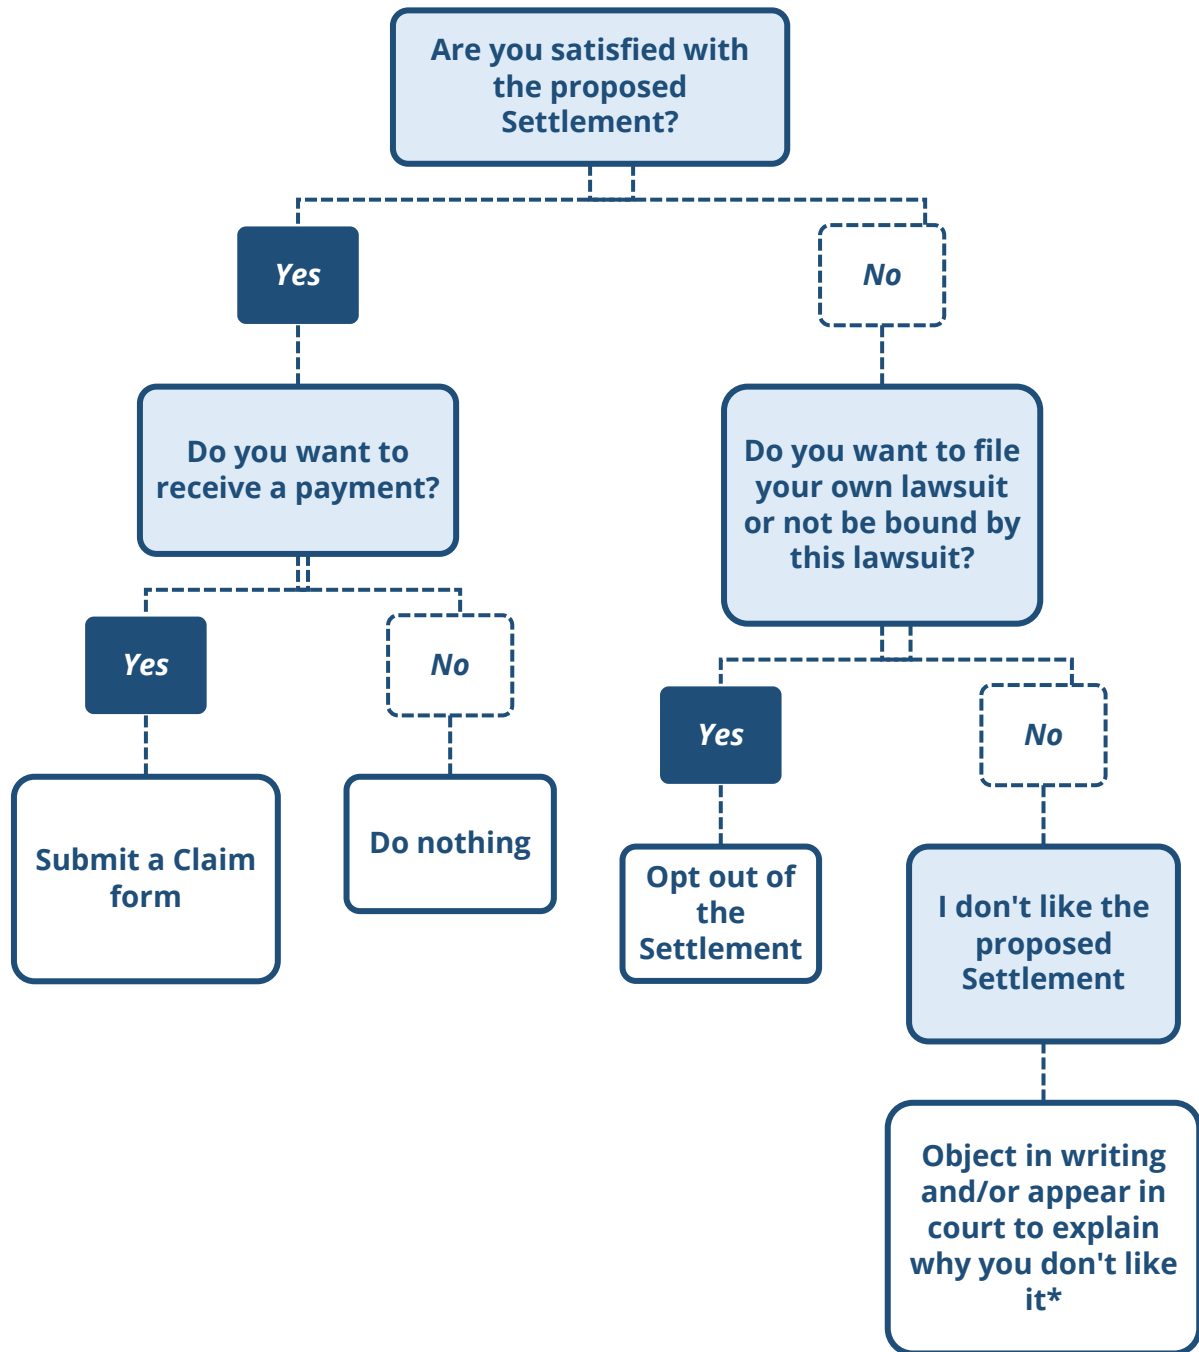 Are you satisfied with
the proposed
Settlement?
Yes
No
Do you want to
receive a payment?
Do you want to file
your own lawsuit
or not be bound by
this lawsuit?
Yes
No
Yes
No
Submit a Claim
form
Do nothing
Opt out of
the
Settlement
I don't like the
proposed
Settlement
Object in writing
and/or appear in
court to explain
why you don't like
it*